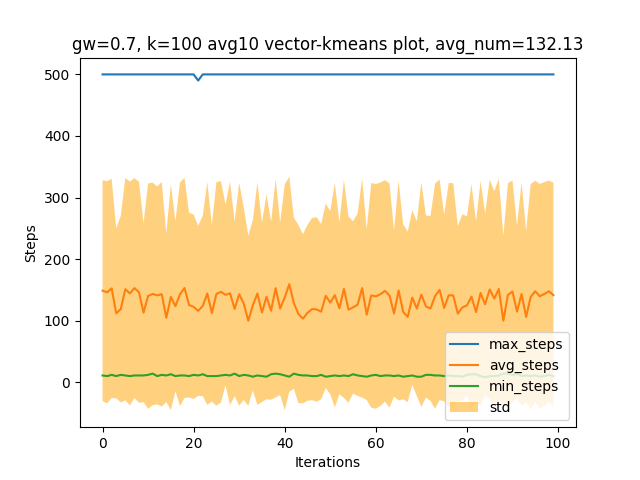 gw=0.7, k=100 avg10 vector-kmeans plot, avg_num=132.13
500
400
300
200
100
0
Steps
max_steps
avg_steps
min_steps
std
0
20
40
60
80
100
Iterations